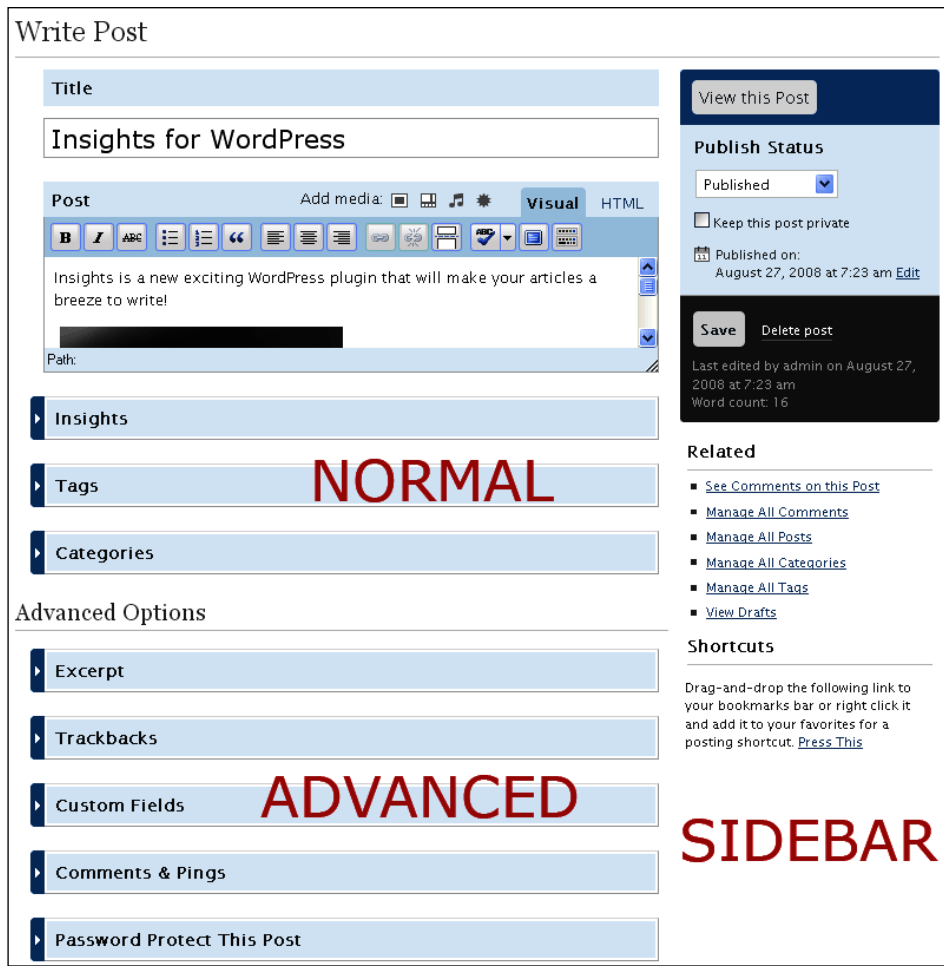 Write Post
Title
Insights for WordPress
Post
Add media:
Visual
HTML
B I ABC
ABC
Insights is a new exciting WordPress plugin that will make your articles a
breeze to write!
Path:
Insights
Tags
NORMAL
Categories
Advanced Options
Excerpt
Trackbacks
Custom Fields
ADVANCED
Comments & Pings
Password Protect This Post
View this Post
Publish Status
Published
Keep this post private
11
Published on:
August 27, 2008 at 7:23 am Edit
Save
Delete post
Last edited by admin on August 27,
2008 at 7:23 am
Word count: 16
Related
See Comments on this Post
Manage All Comments
Manage All Posts
Manage All Categories
Manage All Tags
View Drafts
Shortcuts
Drag-and-drop the following link to
your bookmarks bar or right click it
and add it to your favorites for a
posting shortcut. Press This
SIDEBAR